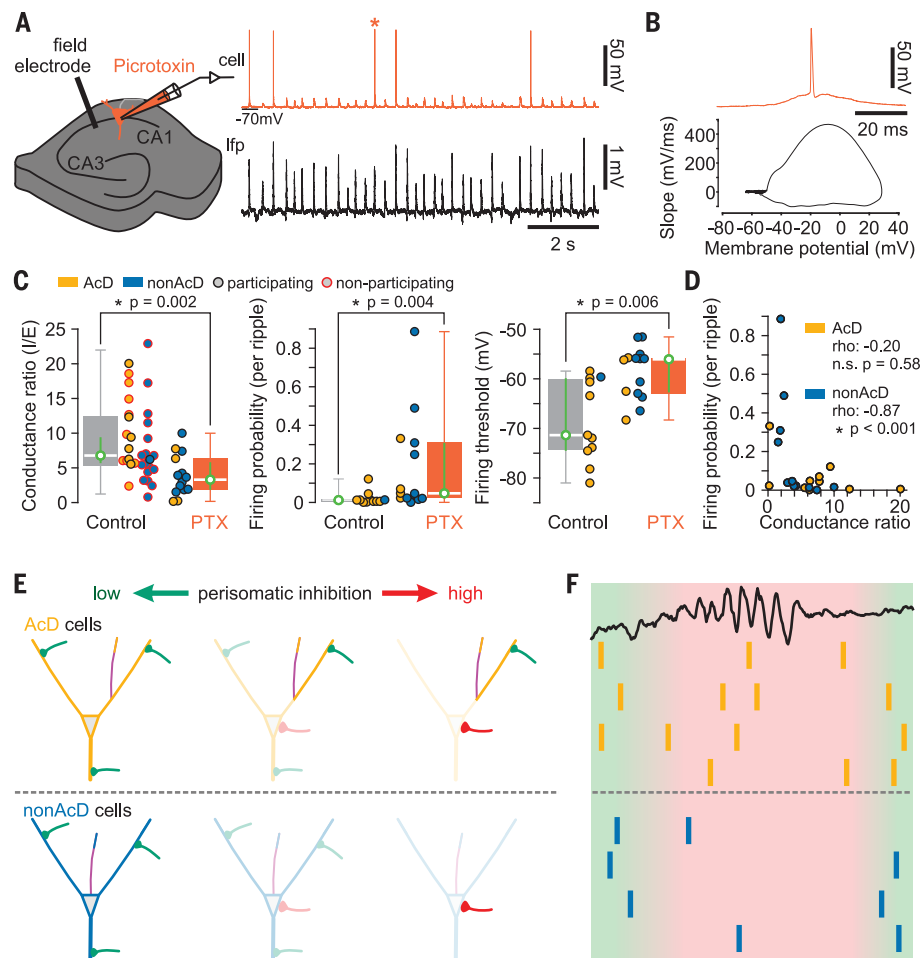 A
field
electrode
Picrotoxin
cell
CA1
CA3
*
-70mV
50 mV
lfp
1 mV
2 s
B
50 mV
20 ms
Slope (mV/ms)
400
200
0
-80 -60 -40 -20 0 20 40
Membrane potential (mV)
C
AcD nonAcD participating non-participating
* p = 0.002
Conductance ratio (I/E)
25
20
15
10
5
0
Control PTX
* p = 0.004
Firing probability (per ripple)
0.8
0.6
0.4
0.2
0
Control PTX
* p = 0.006
Firing threshold (mV)
-50
-60
-70
-80
Control PTX
D
Firing probability (per ripple)
1
0.8
0.6
0.4
0.2
0
0 10 20
Conductance ratio
AcD
rho: -0.20
n.s. p = 0.58
nonAcD
rho: -0.87
* p < 0.001
E
low perisomatic inhibition high
AcD cells
nonAcD cells
F